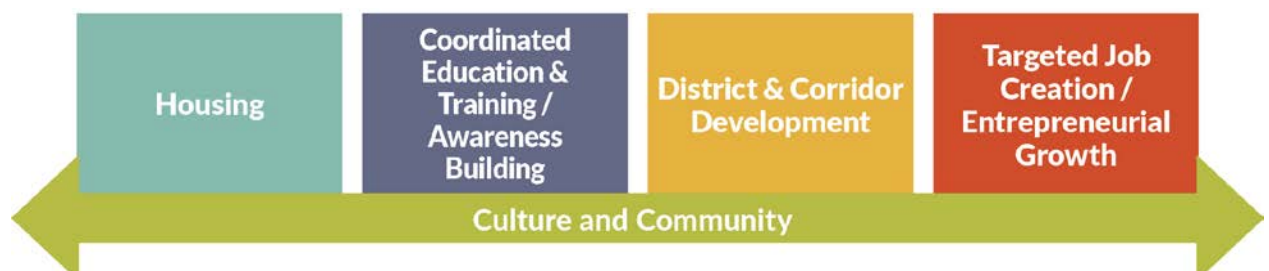 Housing
Coordinated
Education &
Training /
Awareness
Building
District & Corridor
Development
Targeted Job
Creation /
Entrepreneurial
Growth
Culture and Community